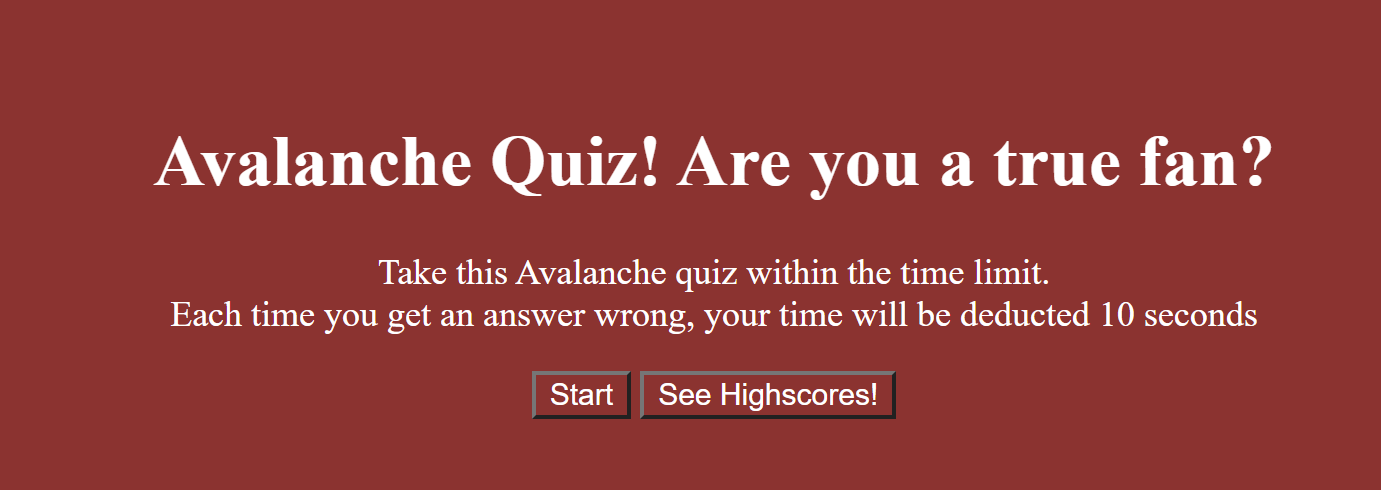 Avalanche Quiz! Are you a true fan?
Take this Avalanche quiz within the time limit.
Each time you get an answer wrong, your time will be deducted 10 seconds
Start See Highscores!